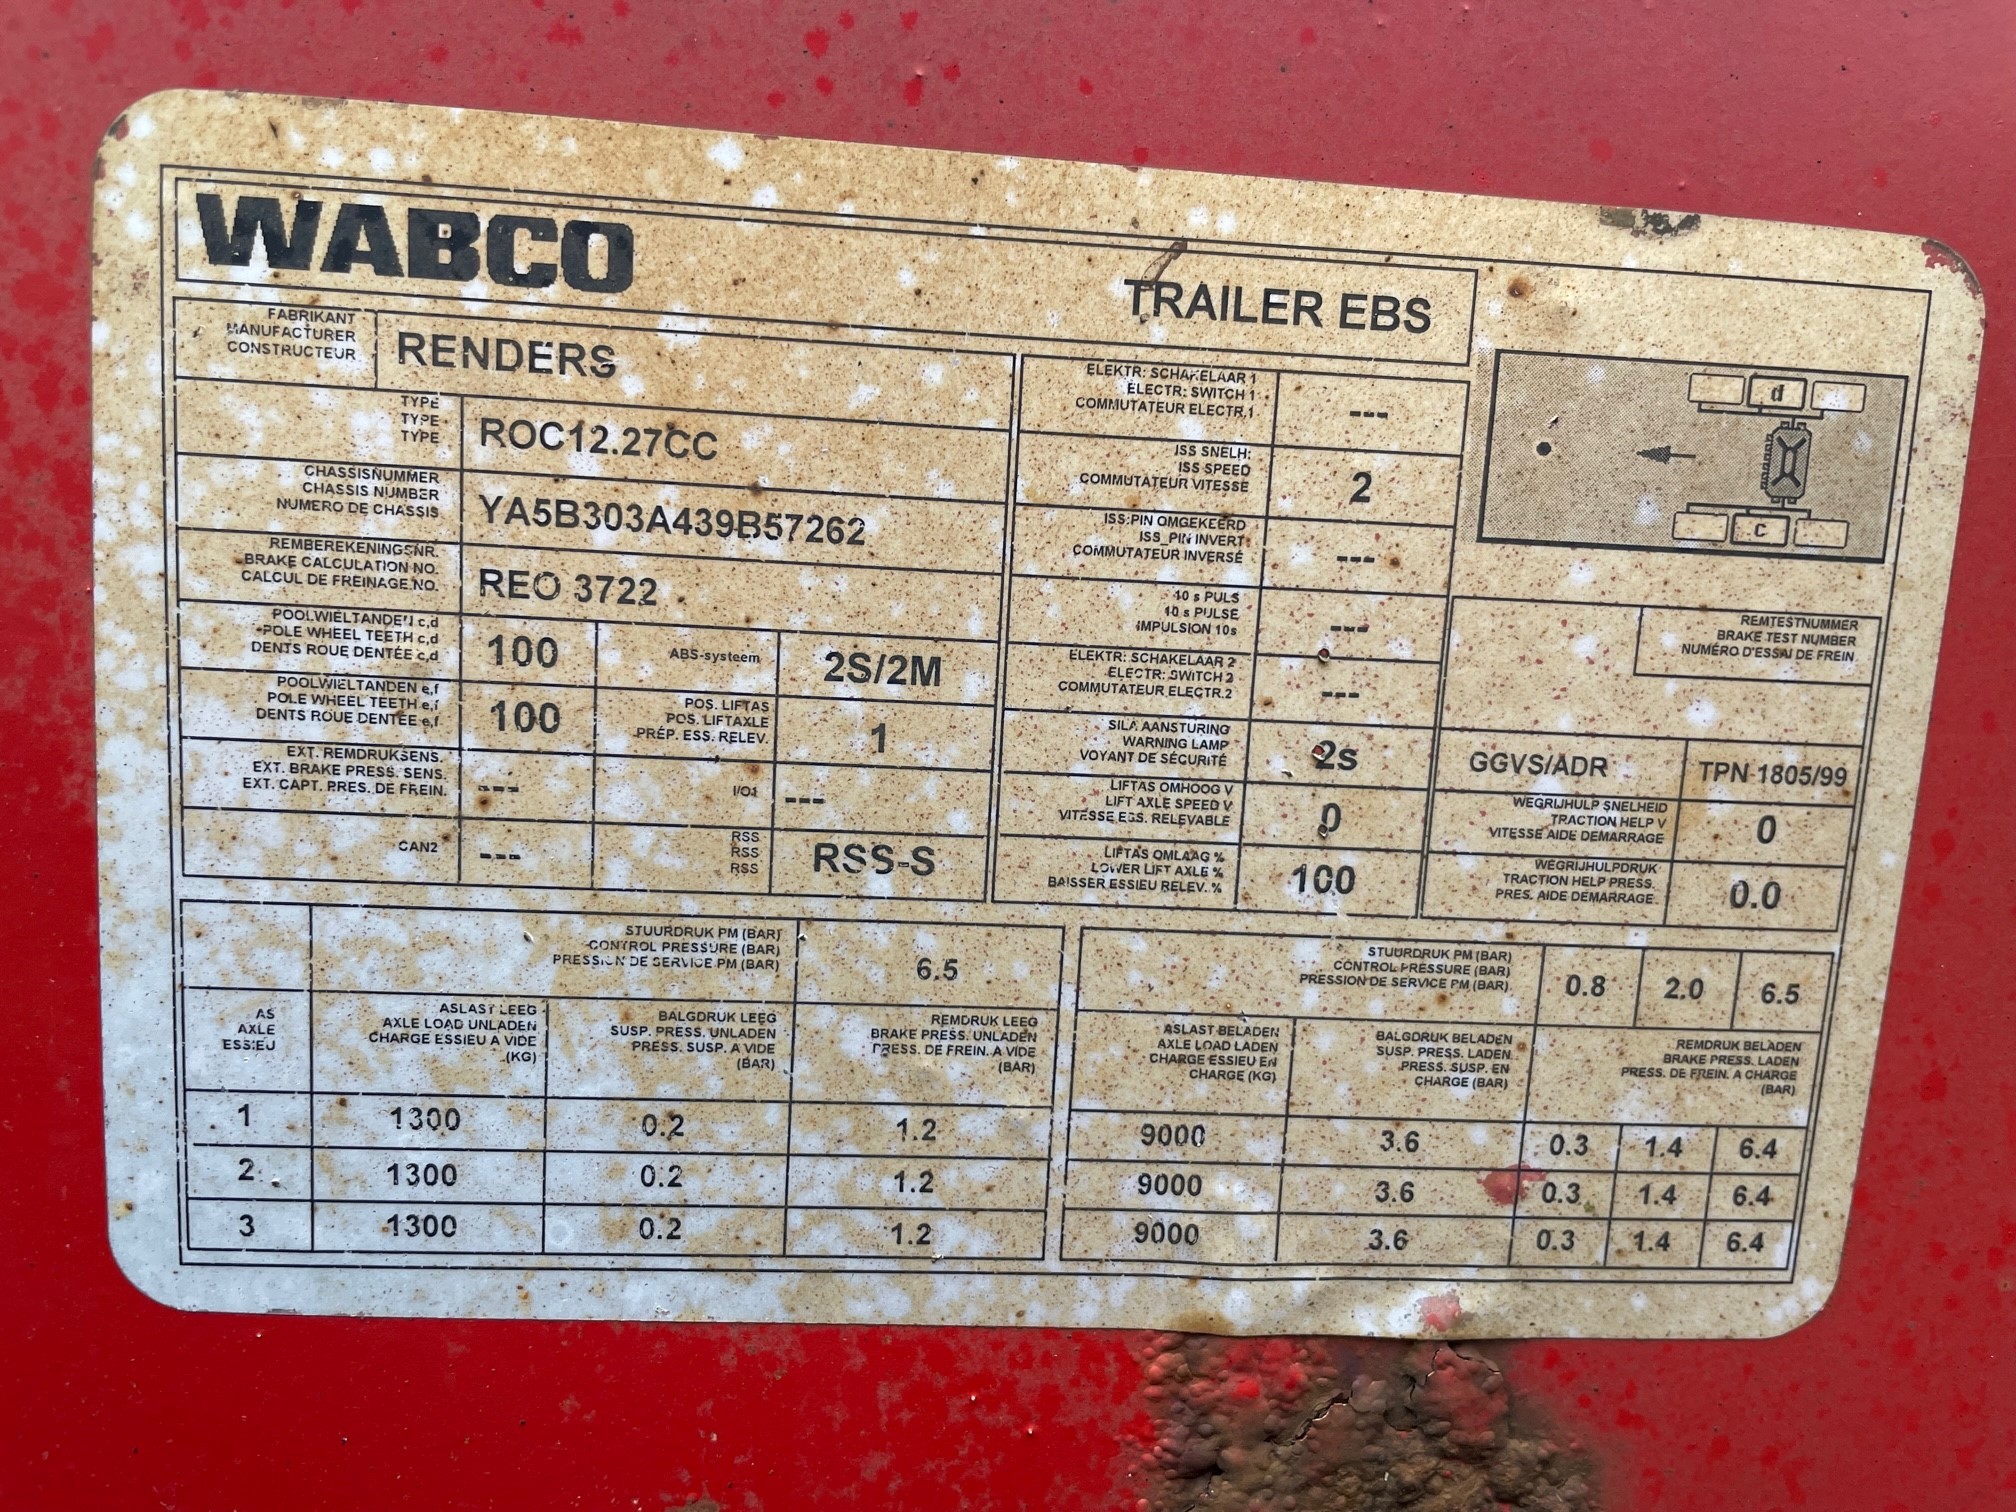 WABCO
TRAILER EBS
FABRIKANT
MANUFACTURER
CONSTRUCTEUR
RENDERS
TYPE
TYPE
TYPE
ROC12.27CC
CHASSISNUMMER
CHASSIS NUMBER
NUMERO DE CHASSIS
YA5B303A439B57262
REMBEREKENINGSNR.
BRAKE CALCULATION NO.
CALCUL DE FREINAGE.NO.
REO 3722
POOLWIELTANDEN c,d
POLE WHEEL TEETH c,d
DENTS ROUE DENTÉE c,d
100
ABS-systeem
2S/2M
POOLWIELTANDEN e,f
POLE WHEEL TEETH e,f
DENTS ROUE DENTÉE e,f
100
POS. LIFTAS
POS. LIFTAXLE
PRÉP. ESS. RELEV.
1
EXT. REMDRUKSENS.
EXT. BRAKE PRESS. SENS.
EXT. CAPT. PRES. DE FREIN.
---
I/O1
---
CAN2
---
RSS
RSS
RSS
RSS-S
ELEKTR: SCHAKELAAR 1
ELECTR: SWITCH 1
COMMUTATEUR ELECTR.1
---
ISS SNELH:
ISS SPEED
COMMUTATEUR VITESSE
2
ISS:PIN OMGEKEERD
ISS_PIN INVERT
COMMUTATEUR INVERSÉ
---
10 s PULS
10 s PULSE
IMPULSION 10s
---
ELEKTR: SCHAKELAAR 2
ELECTR: SWITCH 2
COMMUTATEUR ELECTR.2
---
SILA AANSTURING
WARNING LAMP
VOYANT DE SÉCURITÉ
2s
LIFTAS OMHOOG V
LIFT AXLE SPEED V
VITESSE ESS. RELEVABLE
0
LIFTAS OMLAAG %
LOWER LIFT AXLE %
BAISSER ESSIEU RELEV. %
100
d
c
REMTESTNUMMER
BRAKE TEST NUMBER
NUMÉRO D'ESSAI DE FREIN
GGVS/ADR
TPN 1805/99
WEGRIJHULP SNELHEID
TRACTION HELP V
VITESSE AIDE DEMARRAGE
0
WEGRIJHULPDRUK
TRACTION HELP PRESS.
PRES. AIDE DEMARRAGE
0.0
STUURDRUK PM (BAR)
CONTROL PRESSURE (BAR)
PRESSION DE SERVICE PM (BAR)
6.5
AS
AXLE
ESSIEU
ASLAST LEEG
AXLE LOAD UNLADEN
CHARGE ESSIEU A VIDE
(KG)
BALGDRUK LEEG
SUSP. PRESS. UNLADEN
PRESS. SUSP. A VIDE
(BAR)
REMDRUK LEEG
BRAKE PRESS. UNLADEN
PRESS. DE FREIN. A VIDE
(BAR)
1 1300 0.2 1.2
2 1300 0.2 1.2
3 1300 0.2 1.2
STUURDRUK PM (BAR)
CONTROL PRESSURE (BAR)
PRESSION DE SERVICE PM (BAR)
0.8 2.0 6.5
ASLAST BELADEN
AXLE LOAD LADEN
CHARGE ESSIEU EN
CHARGE (KG)
BALGDRUK BELADEN
SUSP. PRESS. LADEN
PRESS. SUSP. EN
CHARGE (BAR)
REMDRUK BELADEN
BRAKE PRESS. LADEN
PRESS. DE FREIN. A CHARGE
(BAR)
9000 3.6 0.3 1.4 6.4
9000 3.6 0.3 1.4 6.4
9000 3.6 0.3 1.4 6.4